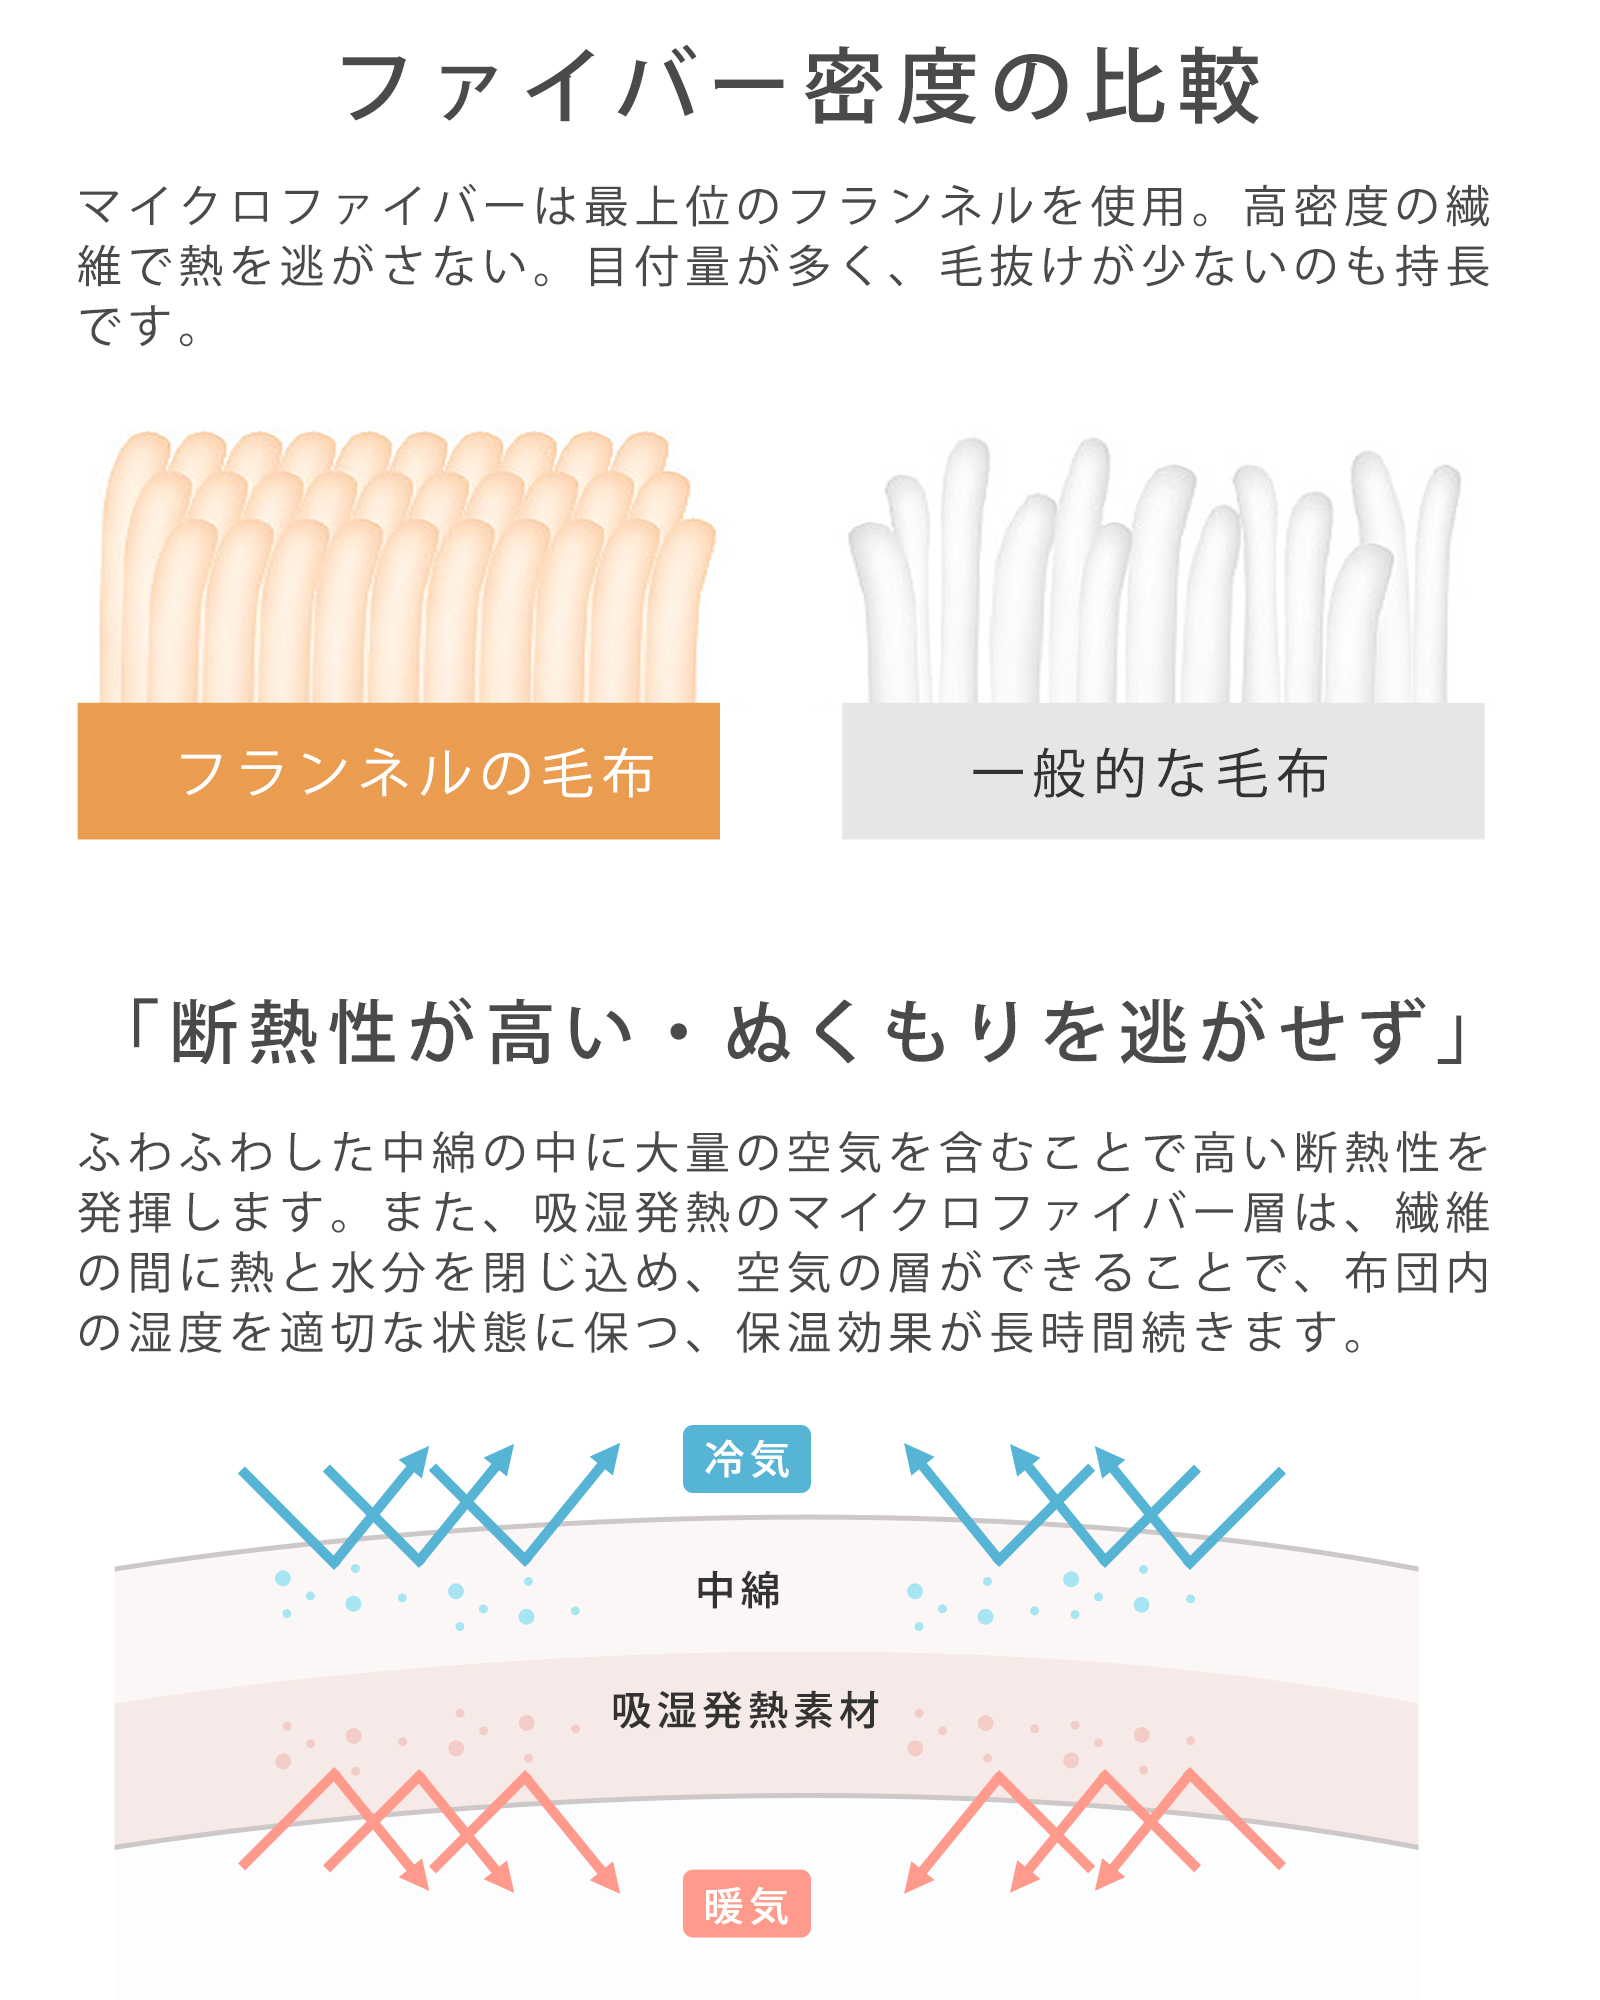 ファイバー密度の比較
マイクロファイバーは最上位のフランネルを使用。高密度の繊
維で熱を逃がさない。目付量が多く、毛抜けが少ないのも持長
です。
フランネルの毛布
一般的な毛布
「断熱性が高い・ぬくもりを逃がせず」
ふわふわした中綿の中に大量の空気を含むことで高い断熱性を
発揮します。また、吸湿発熱のマイクロファイバー層は、繊維
の間に熱と水分を閉じ込め、空気の層ができることで、布団内
の湿度を適切な状態に保つ、保温効果が長時間続きます。
冷気
中綿
吸湿発熱素材
暖気